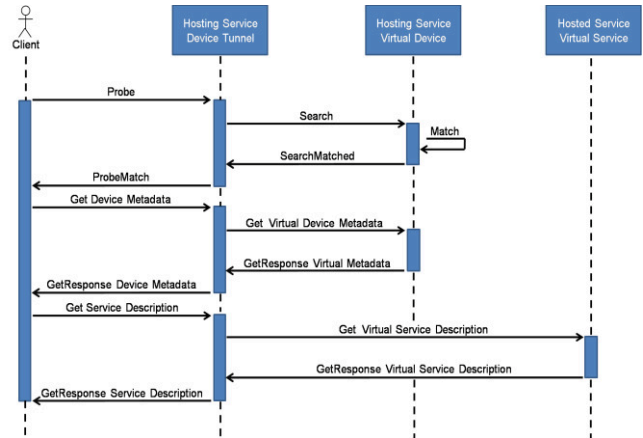 Client
Hosting Service
Device Tunnel
Hosting Service
Virtual Device
Hosted Service
Virtual Service
Probe
Search
Match
SearchMatched
ProbeMatch
Get Device Metadata
Get Virtual Device Metadata
GetResponse Virtual Metadata
GetResponse Device Metadata
Get Service Description
Get Virtual Service Description
GetResponse Virtual Service Description
GetResponse Service Description